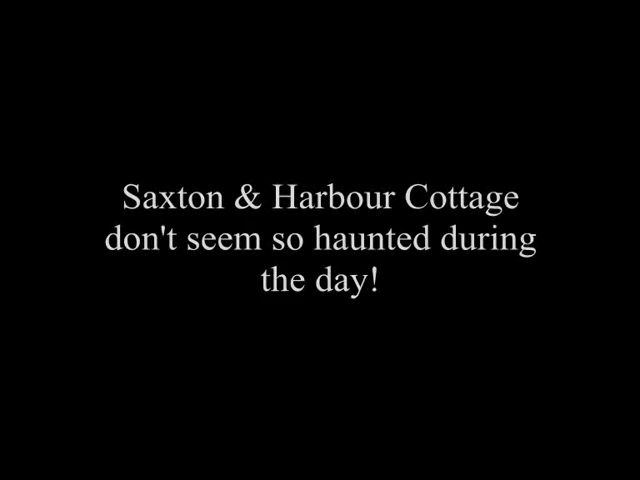 Saxton & Harbour Cottage
don't seem so haunted during
the day!